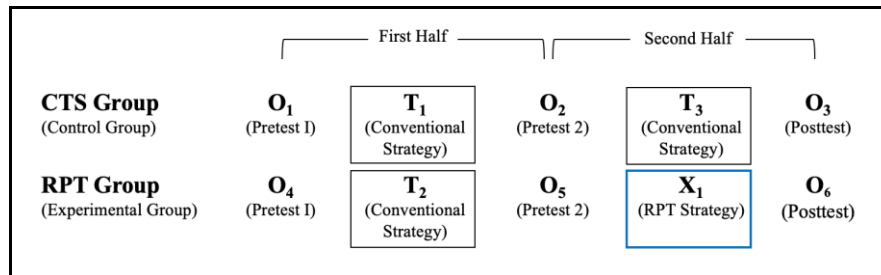 First Half Second Half
CTS Group O₁ T₁ O₂ T₃ O₃
(Control Group) (Pretest I) (Conventional (Pretest 2) (Conventional (Posttest)
Strategy) Strategy)
RPT Group O₄ T₂ O₅ X₁ O₆
(Experimental Group) (Pretest I) (Conventional (Pretest 2) (RPT Strategy) (Posttest)
Strategy)